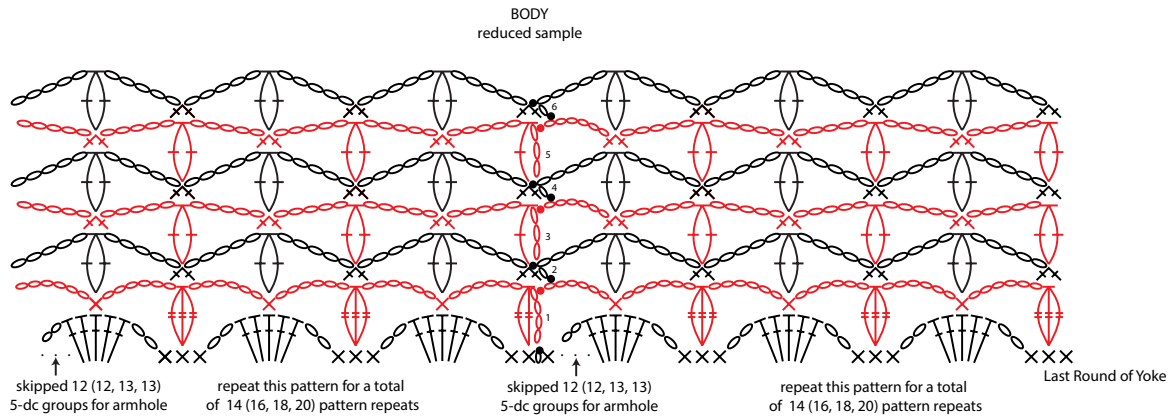 BODY
reduced sample
6
5
4
3
2
1
skipped 12 (12, 13, 13)
5-dc groups for armhole
repeat this pattern for a total
of 14 (16, 18, 20) pattern repeats
skipped 12 (12, 13, 13)
5-dc groups for armhole
repeat this pattern for a total
of 14 (16, 18, 20) pattern repeats
Last Round of Yoke